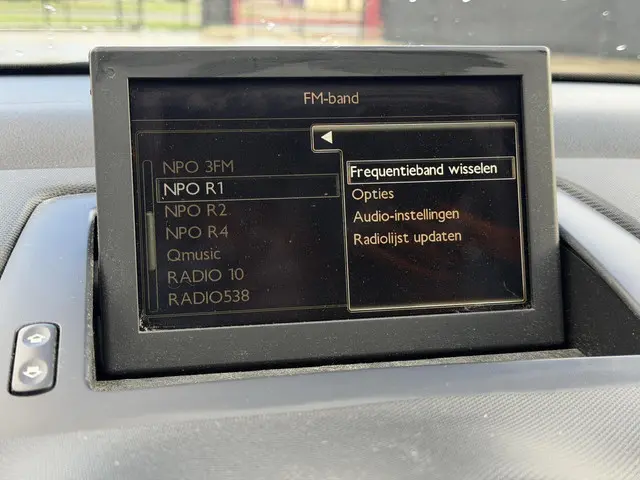 FM-band
NPO 3FM
NPO R1
NPO R2
NPO R4
Qmusic
RADIO 10
RADIO538
Frequentieband wisselen
Opties
Audio-instellingen
Radiolijst updaten